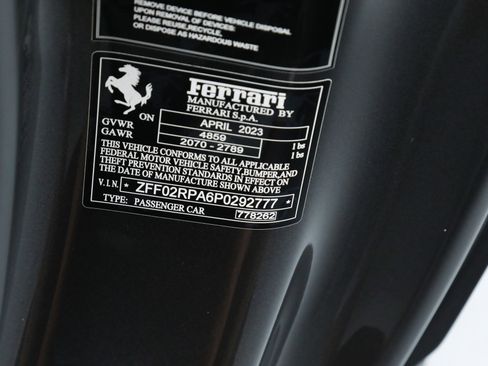 REMOVE DEVICE BEFORE VEHICLE DISPOSAL
UPON REMOVAL OF DEVICES:
PLEASE REUSE, RECYCLE,
OR DISPOSE AS HAZARDOUS WASTE
Ferrari
MANUFACTURED BY
FERRARI S.p.A.
ON APRIL 2023
GVWR 4859 lbs
GAWR 2070 - 2789 lbs
THIS VEHICLE CONFORMS TO ALL APPLICABLE
FEDERAL MOTOR VEHICLE SAFETY, BUMPER, AND
THEFT PREVENTION STANDARDS IN EFFECT ON
THE DATE OF MANUFACTURE SHOWN ABOVE
V.I.N. * ZFF02RPA6P0292777 *
TYPE: PASSENGER CAR 778262